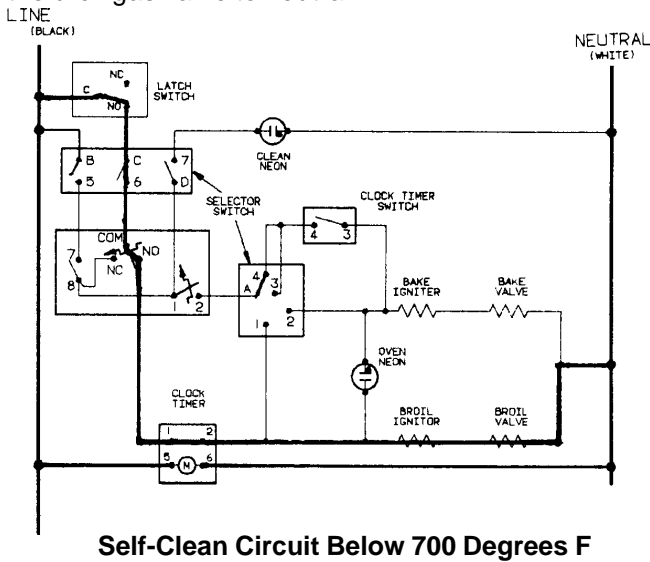 LINE
(BLACK)
NEUTRAL
(WHITE)
NC
C
NO
LATCH
SWITCH
B
C
7
5
6
D
CLEAN
NEON
SELECTOR
SWITCH
CLOCK TIMER
SWITCH
4
3
COM
NO
7
NC
8
1
2
4
A
3
2
1
BAKE
IGNITER
BAKE
VALVE
OVEN
NEON
CLOCK
TIMER
BROIL
IGNITOR
BROIL
VALVE
1
2
5
M
6
Self-Clean Circuit Below 700 Degrees F